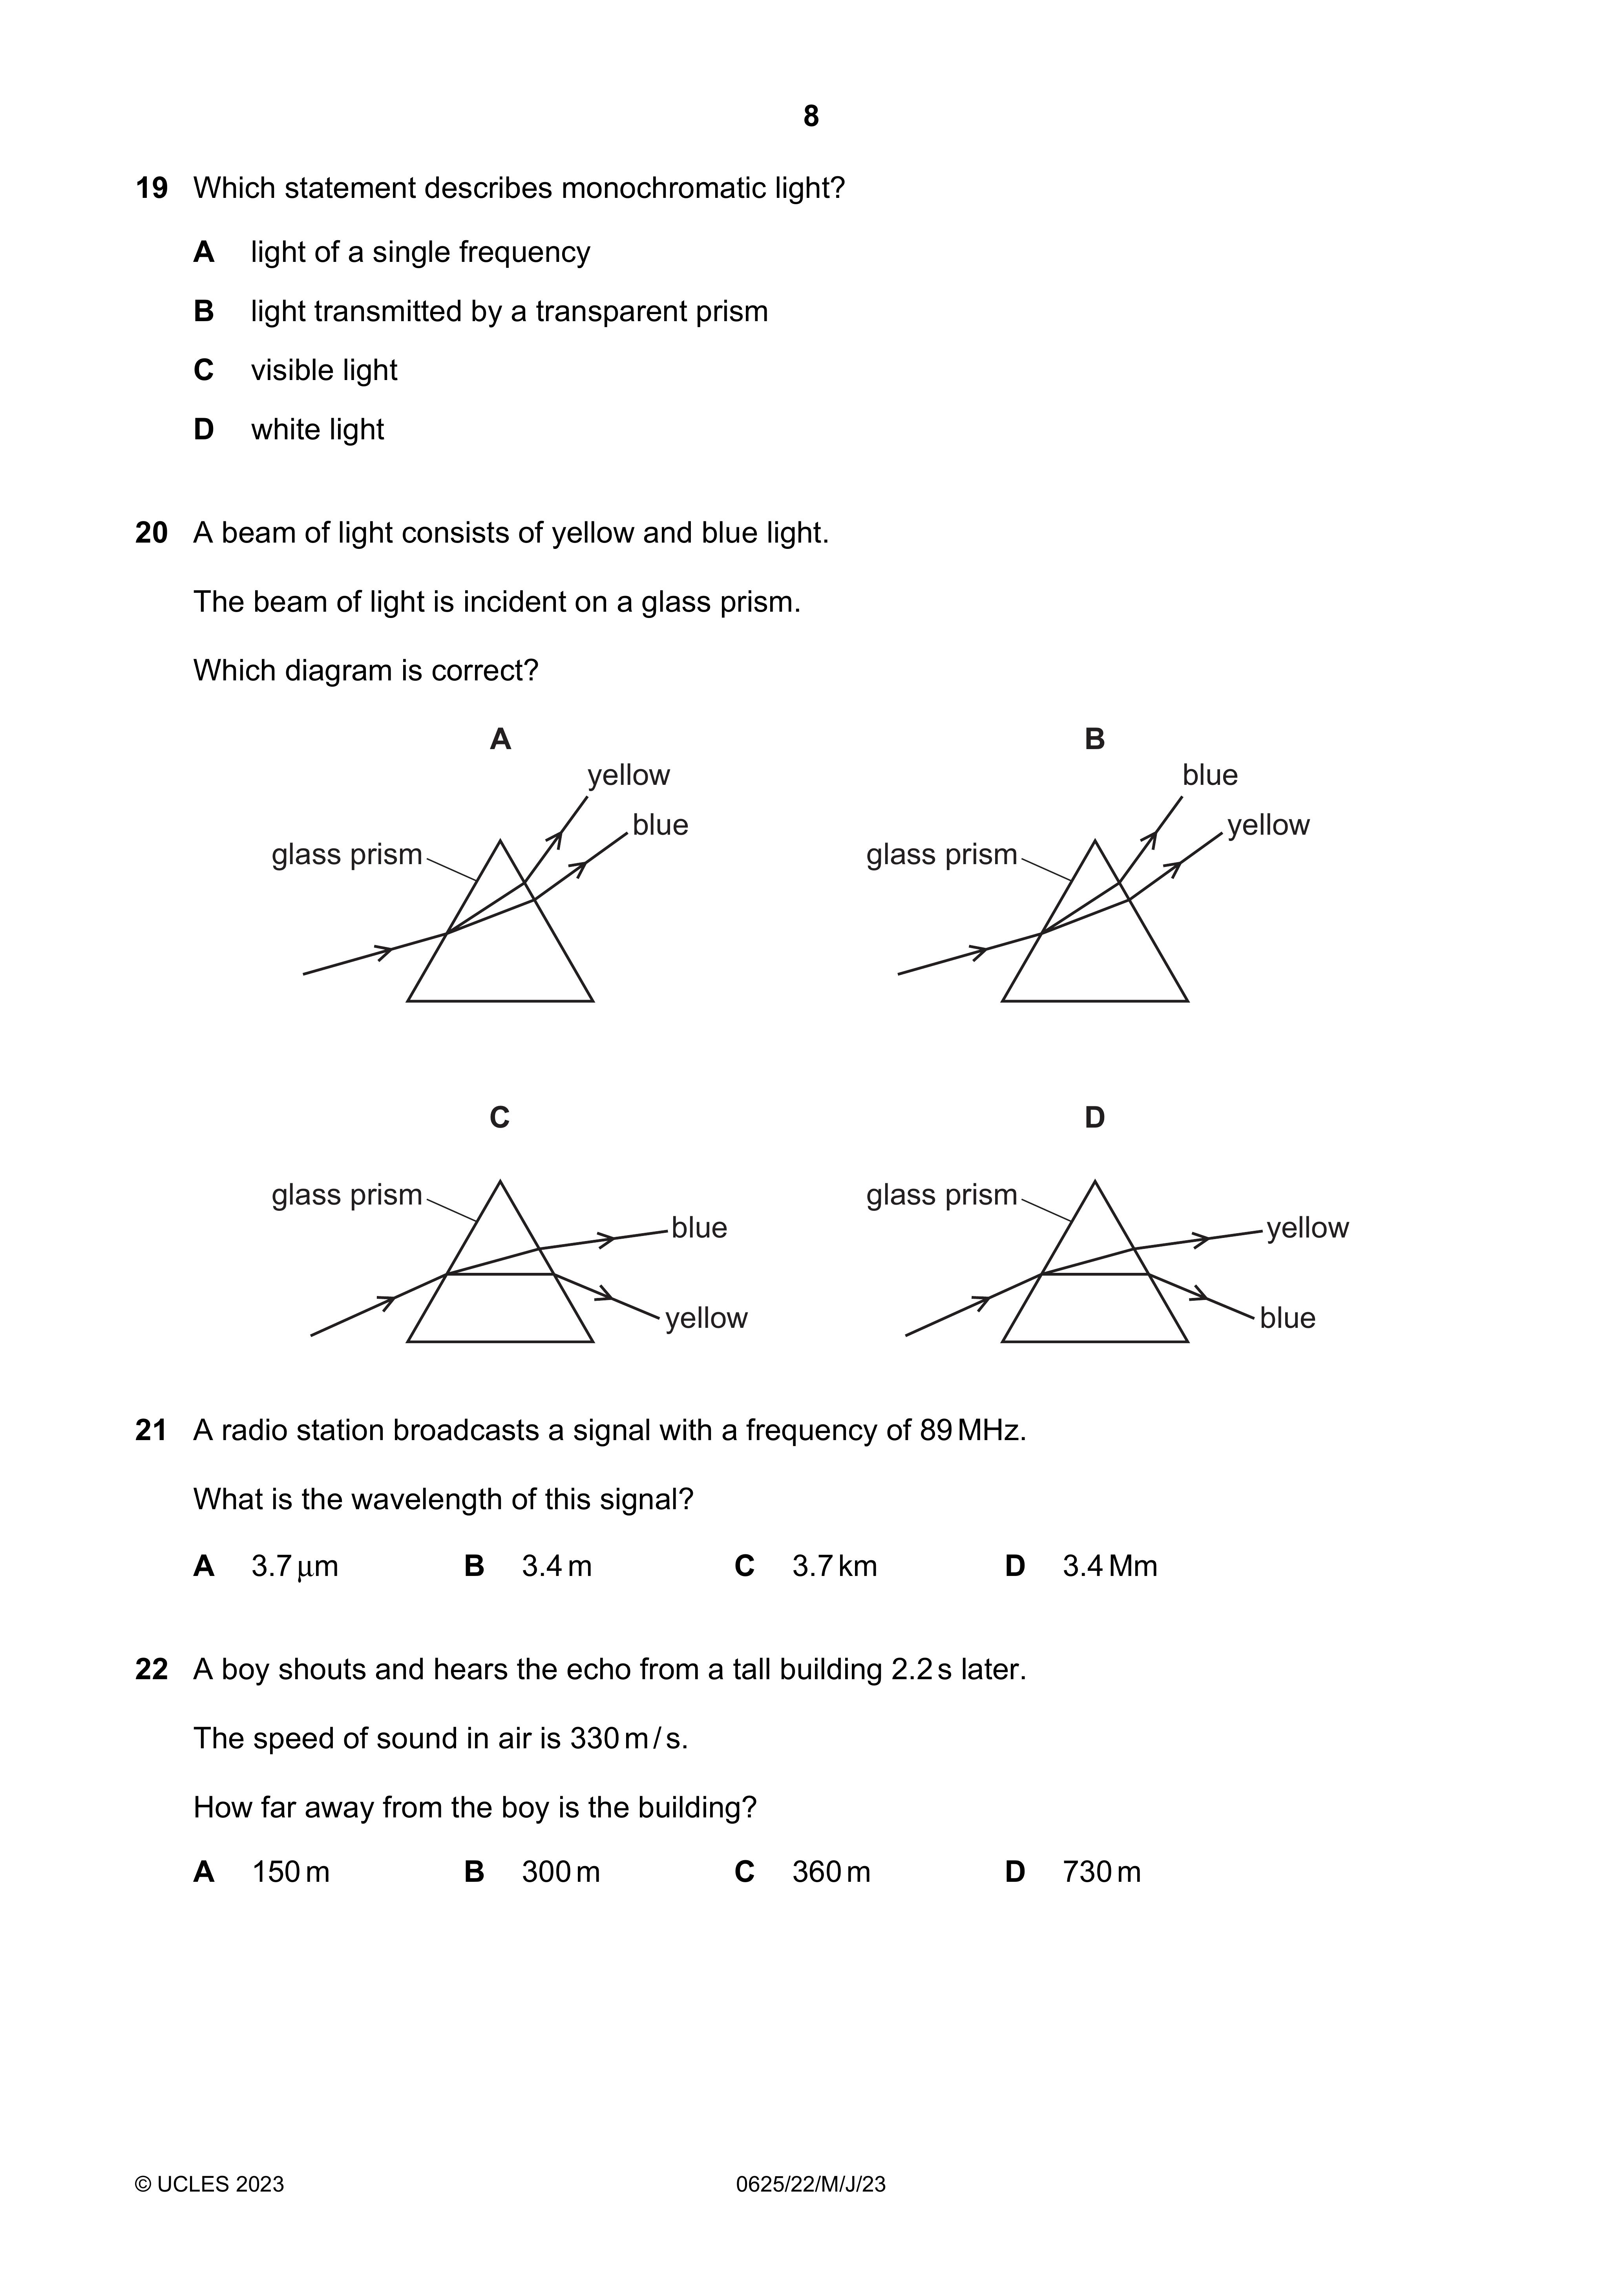 8
19 Which statement describes monochromatic light?
A light of a single frequency
B light transmitted by a transparent prism
C visible light
D white light
20 A beam of light consists of yellow and blue light.
The beam of light is incident on a glass prism.
Which diagram is correct?
A
yellow
blue
glass prism
B
blue
yellow
glass prism
C
glass prism
blue
yellow
D
glass prism
yellow
blue
21 A radio station broadcasts a signal with a frequency of 89 MHz.
What is the wavelength of this signal?
A 3.7 μm B 3.4 m C 3.7 km D 3.4 Mm
22 A boy shouts and hears the echo from a tall building 2.2 s later.
The speed of sound in air is 330 m / s.
How far away from the boy is the building?
A 150 m B 300 m C 360 m D 730 m
© UCLES 2023 0625/22/M/J/23